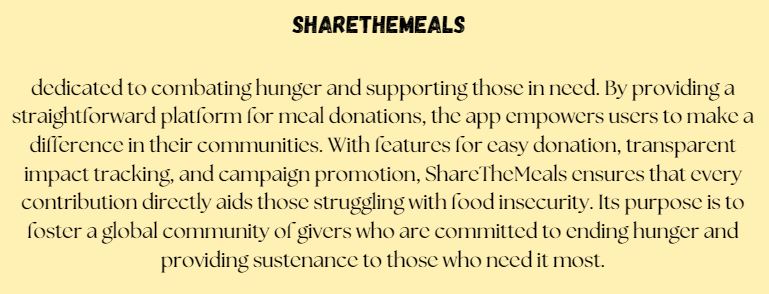 SHARETHEMEALS
dedicated to combating hunger and supporting those in need. By providing a
straightforward platform for meal donations, the app empowers users to make a
difference in their communities. With features for easy donation, transparent
impact tracking, and campaign promotion, ShareTheMeals ensures that every
contribution directly aids those struggling with food insecurity. Its purpose is to
foster a global community of givers who are committed to ending hunger and
providing sustenance to those who need it most.